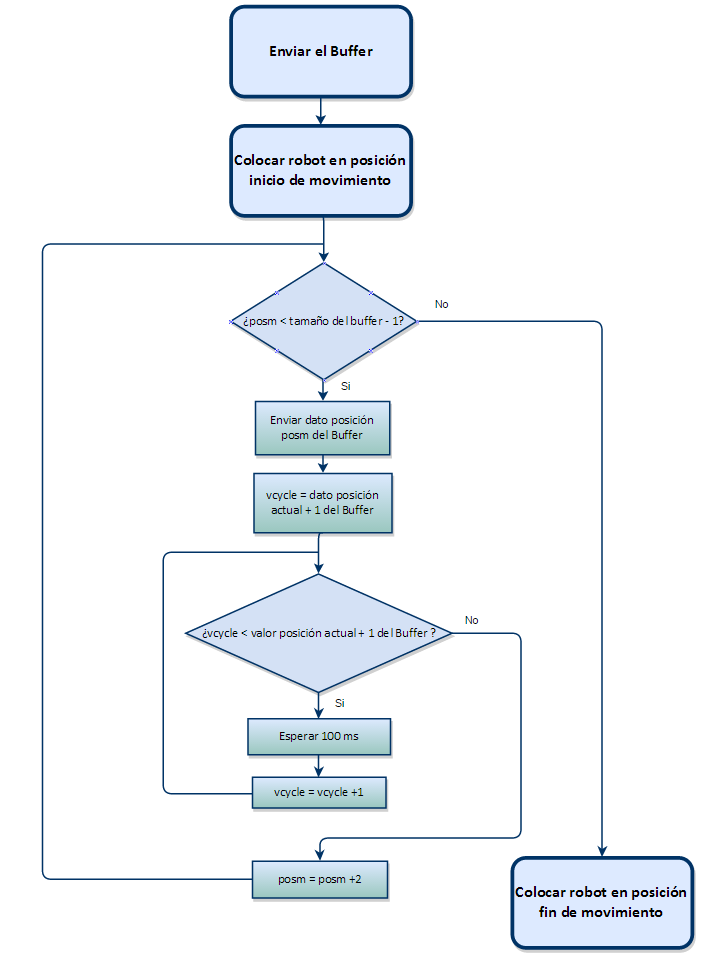 Enviar el Buffer
Colocar robot en posición
inicio de movimiento
¿posm < tamaño del buffer - 1?
No
Si
Enviar dato posición
posm del Buffer
vcycle = dato posición
actual + 1 del Buffer
¿vcycle < valor posición actual + 1 del Buffer ?
No
Si
Esperar 100 ms
vcycle = vcycle +1
posm = posm +2
Colocar robot en posición
fin de movimiento